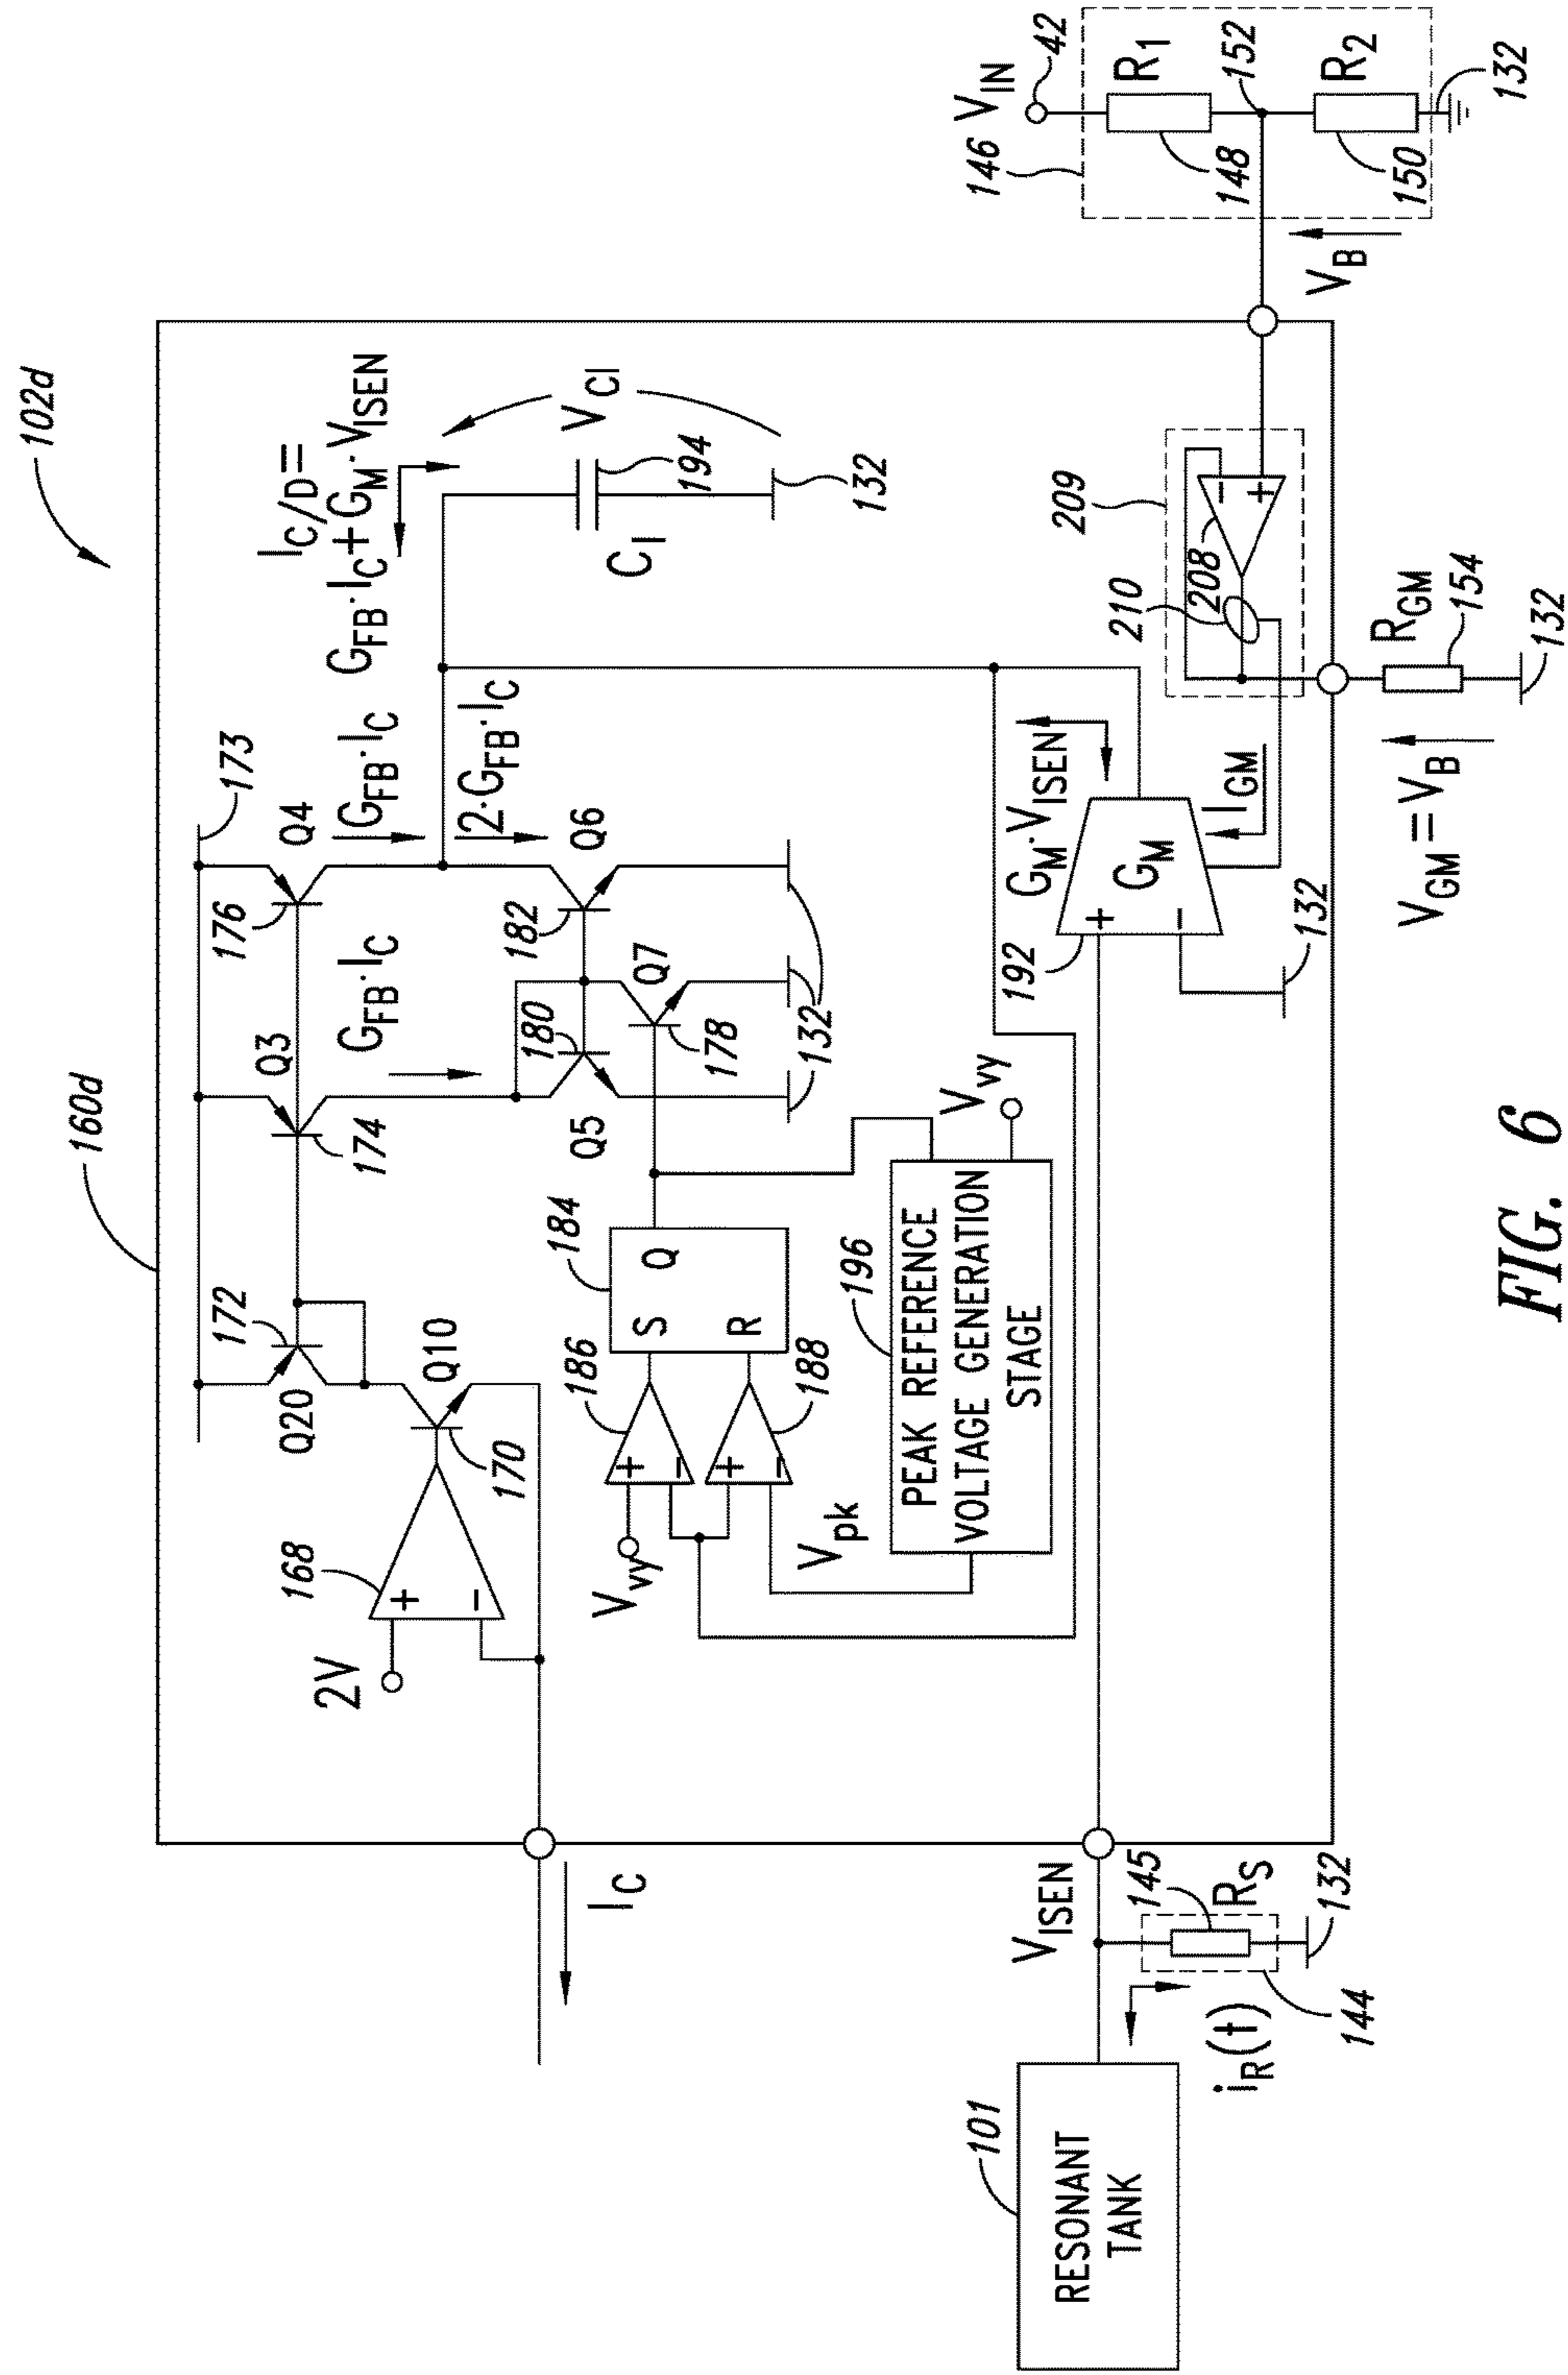 102d
160d
173
172
Q20
Q10
170
168
2V
Q3
174
Q4
176
G_FB·I_C
G_FB·I_C
2·G_FB·I_C
I_C/D=
G_FB·I_C+G_M·V_ISEN
V_CI
C_I
194
132
Q5
180
Q7
178
Q6
182
132
184
S
Q
R
186
+
−
188
+
−
V_vy
V_pk
196
PEAK REFERENCE
VOLTAGE GENERATION
STAGE
V_vy
+
−
I_C
192
G_M·V_ISEN
+
−
G_M
I_GM
132
209
210
208
−
+
R_GM
154
132
V_GM=V_B
V_B
146
V_IN
42
R_1
148
152
R_2
150
132
V_ISEN
145
R_S
132
144
i_R(t)
101
RESONANT
TANK
FIG. 6